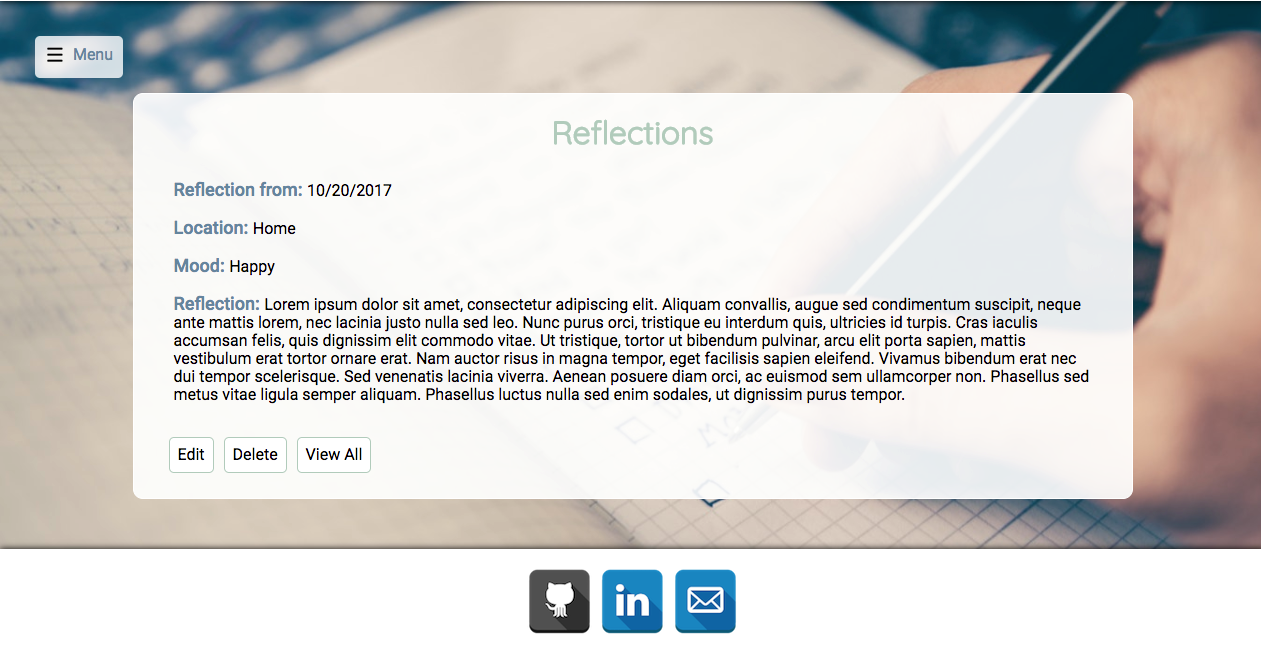 ☰ Menu
Reflections
Reflection from: 10/20/2017
Location: Home
Mood: Happy
Reflection: Lorem ipsum dolor sit amet, consectetur adipiscing elit. Aliquam convallis, augue sed condimentum suscipit, neque
ante mattis lorem, nec lacinia justo nulla sed leo. Nunc purus orci, tristique eu interdum quis, ultricies id turpis. Cras iaculis
accumsan felis, quis dignissim elit commodo vitae. Ut tristique, tortor ut bibendum pulvinar, arcu elit porta sapien, mattis
vestibulum erat tortor ornare erat. Nam auctor risus in magna tempor, eget facilisis sapien eleifend. Vivamus bibendum erat nec
dui tempor scelerisque. Sed venenatis lacinia viverra. Aenean posuere diam orci, ac euismod sem ullamcorper non. Phasellus sed
metus vitae ligula semper aliquam. Phasellus luctus nulla sed enim sodales, ut dignissim purus tempor.
Edit Delete View All
in